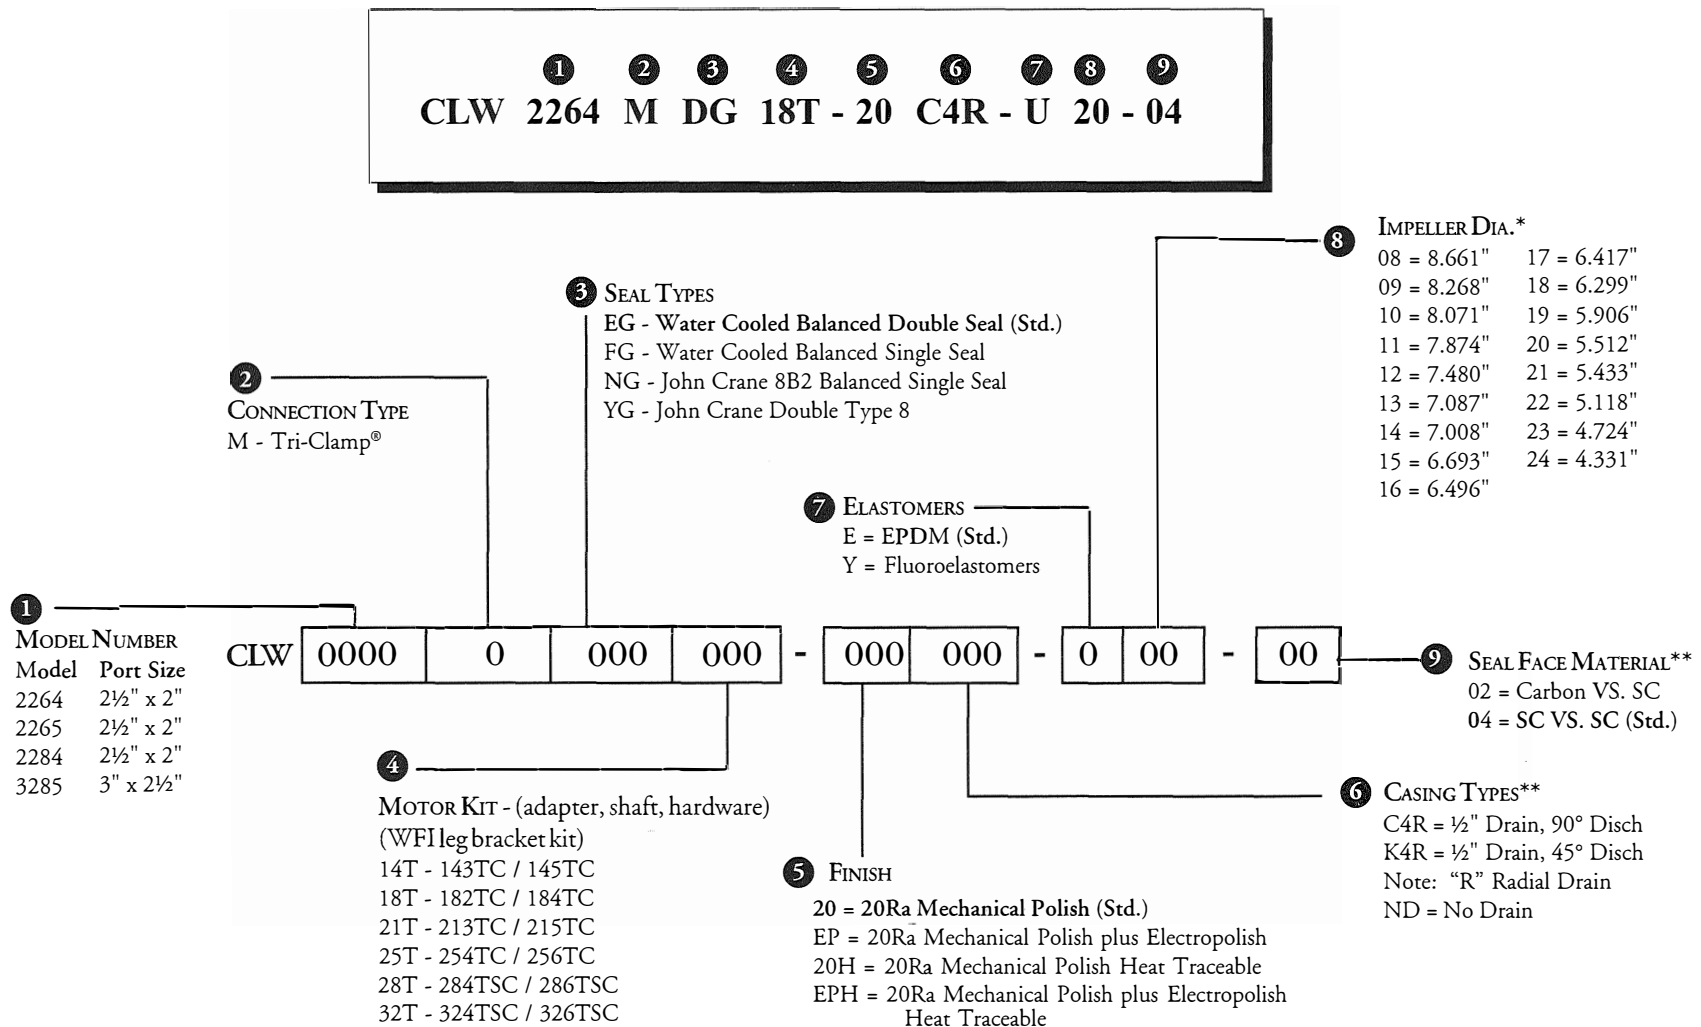 1 2 3 4 5 6 7 8 9
CLW 2264 M DG 18T - 20 C4R - U 20 - 04
8 IMPELLER DIA.*
08 = 8.661" 17 = 6.417"
09 = 8.268" 18 = 6.299"
10 = 8.071" 19 = 5.906"
11 = 7.874" 20 = 5.512"
12 = 7.480" 21 = 5.433"
13 = 7.087" 22 = 5.118"
14 = 7.008" 23 = 4.724"
15 = 6.693" 24 = 4.331"
16 = 6.496"
3 SEAL TYPES
EG - Water Cooled Balanced Double Seal (Std.)
FG - Water Cooled Balanced Single Seal
NG - John Crane 8B2 Balanced Single Seal
YG - John Crane Double Type 8
2
CONNECTION TYPE
M - Tri-Clamp®
7 ELASTOMERS
E = EPDM (Std.)
Y = Fluoroelastomers
1
MODEL NUMBER
Model Port Size
2264 2½" x 2"
2265 2½" x 2"
2284 2½" x 2"
3285 3" x 2½"
CLW 0000 0 000 000 - 000 000 - 0 00 - 00
9 SEAL FACE MATERIAL**
02 = Carbon VS. SC
04 = SC VS. SC (Std.)
4
MOTOR KIT - (adapter, shaft, hardware)
(WFI leg bracket kit)
14T - 143TC / 145TC
18T - 182TC / 184TC
21T - 213TC / 215TC
25T - 254TC / 256TC
28T - 284TSC / 286TSC
32T - 324TSC / 326TSC
5 FINISH
20 = 20Ra Mechanical Polish (Std.)
EP = 20Ra Mechanical Polish plus Electropolish
20H = 20Ra Mechanical Polish Heat Traceable
EPH = 20Ra Mechanical Polish plus Electropolish
Heat Traceable
6 CASING TYPES**
C4R = ½" Drain, 90° Disch
K4R = ½" Drain, 45° Disch
Note: “R” Radial Drain
ND = No Drain